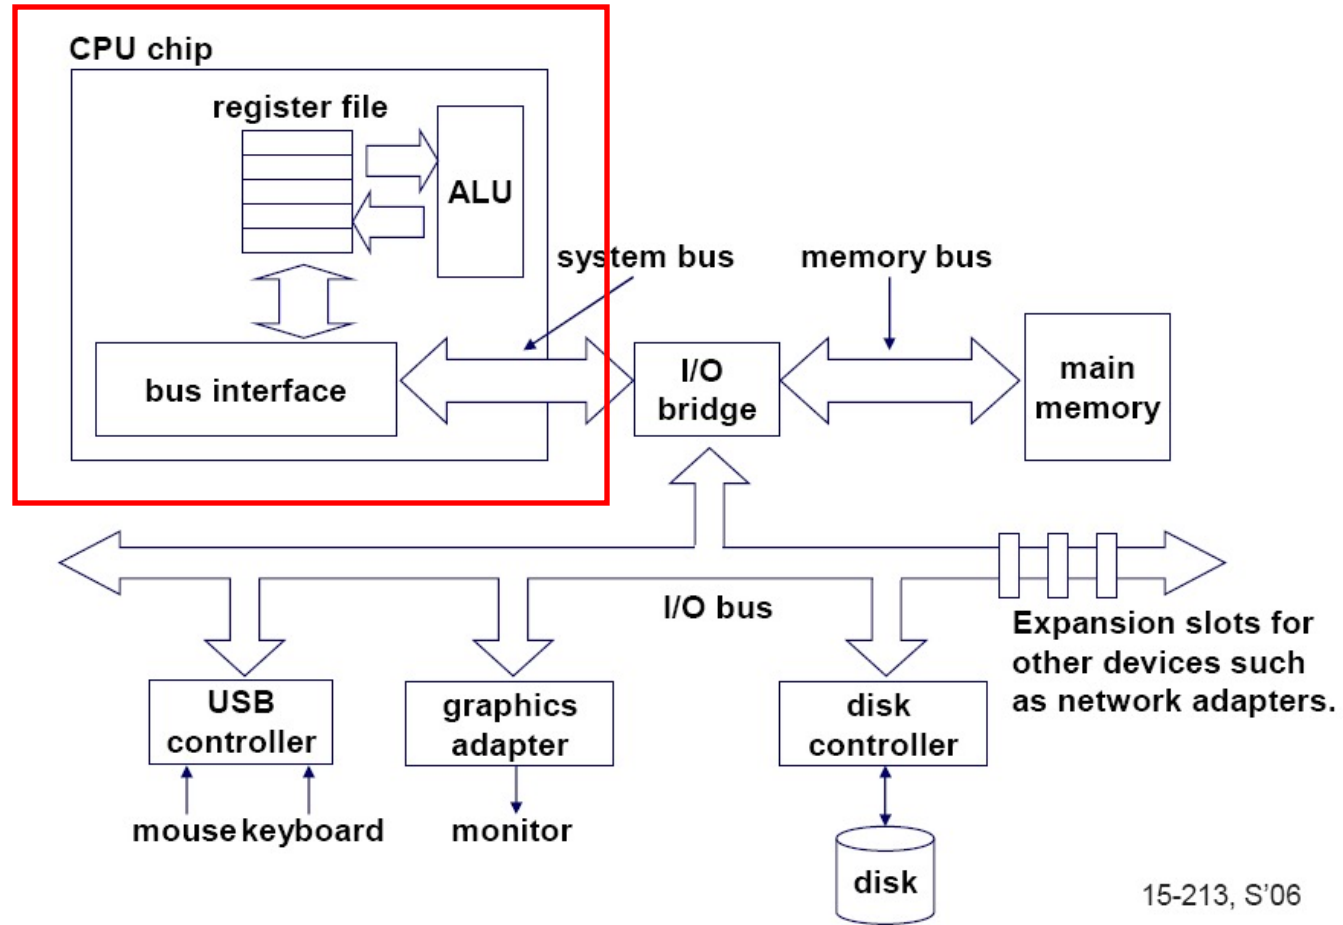 CPU chip
register file
ALU
system bus
memory bus
bus interface
I/O
bridge
main
memory
I/O bus
Expansion slots for
other devices such
as network adapters.
USB
controller
graphics
adapter
disk
controller
mouse keyboard
monitor
disk
15-213, S’06